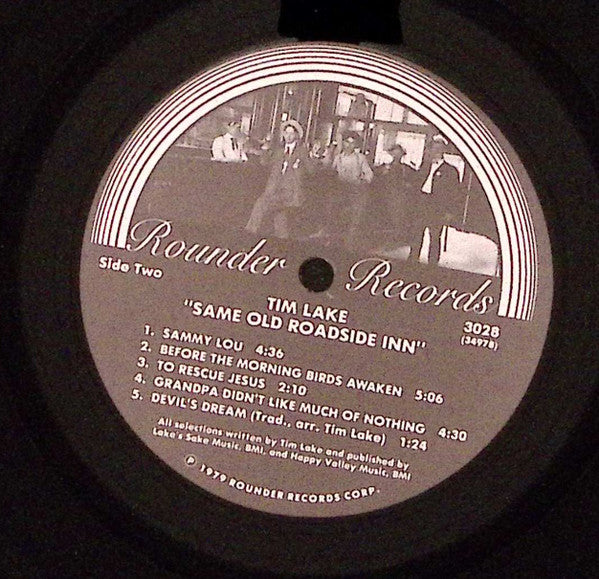 Rounder Records
Side Two
3028
(3497B)
TIM LAKE
"SAME OLD ROADSIDE INN"
1. SAMMY LOU 4:36
2. BEFORE THE MORNING BIRDS AWAKEN 5:06
3. TO RESCUE JESUS 2:10
4. GRANDPA DIDN'T LIKE MUCH OF NOTHING 4:30
5. DEVIL'S DREAM (Trad., arr. Tim Lake) 1:24
All selections written by Tim Lake and published by
Lake's Sake Music, BMI, and Happy Valley Music, BMI
℗ 1979 ROUNDER RECORDS CORP.